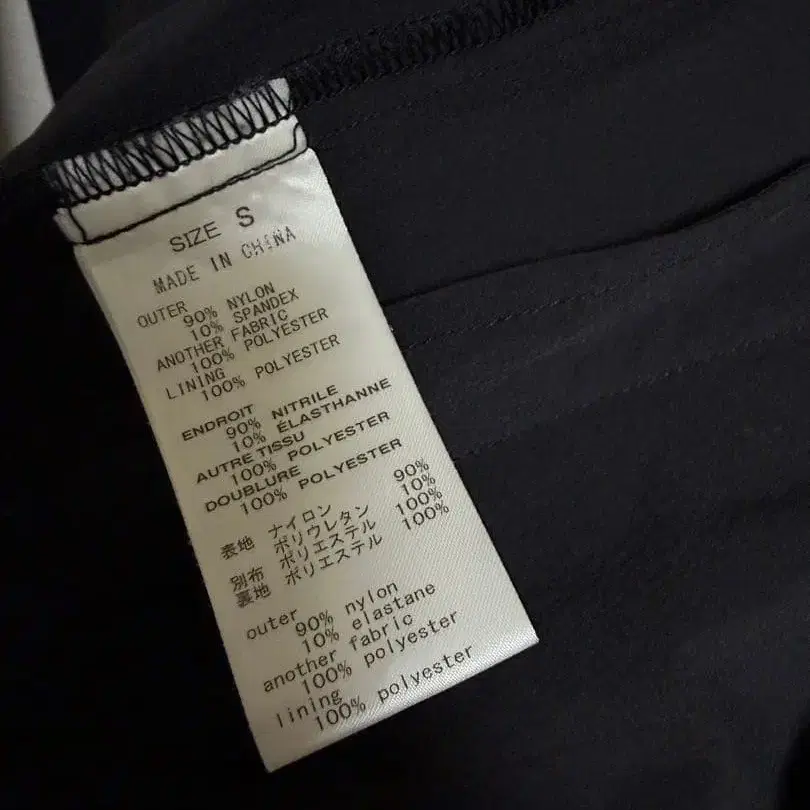 SIZE S
MADE IN CHINA
OUTER
90% NYLON
10% SPANDEX
ANOTHER FABRIC
100% POLYESTER
LINING
100% POLYESTER
ENDROIT
90% NITRILE
10% ÉLASTHANNE
AUTRE TISSU
100% POLYESTER
DOUBLURE
100% POLYESTER
表地 ナイロン 90%
ポリウレタン 10%
別布 ポリエステル 100%
裏地 ポリエステル 100%
outer
90% nylon
10% elastane
another fabric
100% polyester
lining
100% polyester